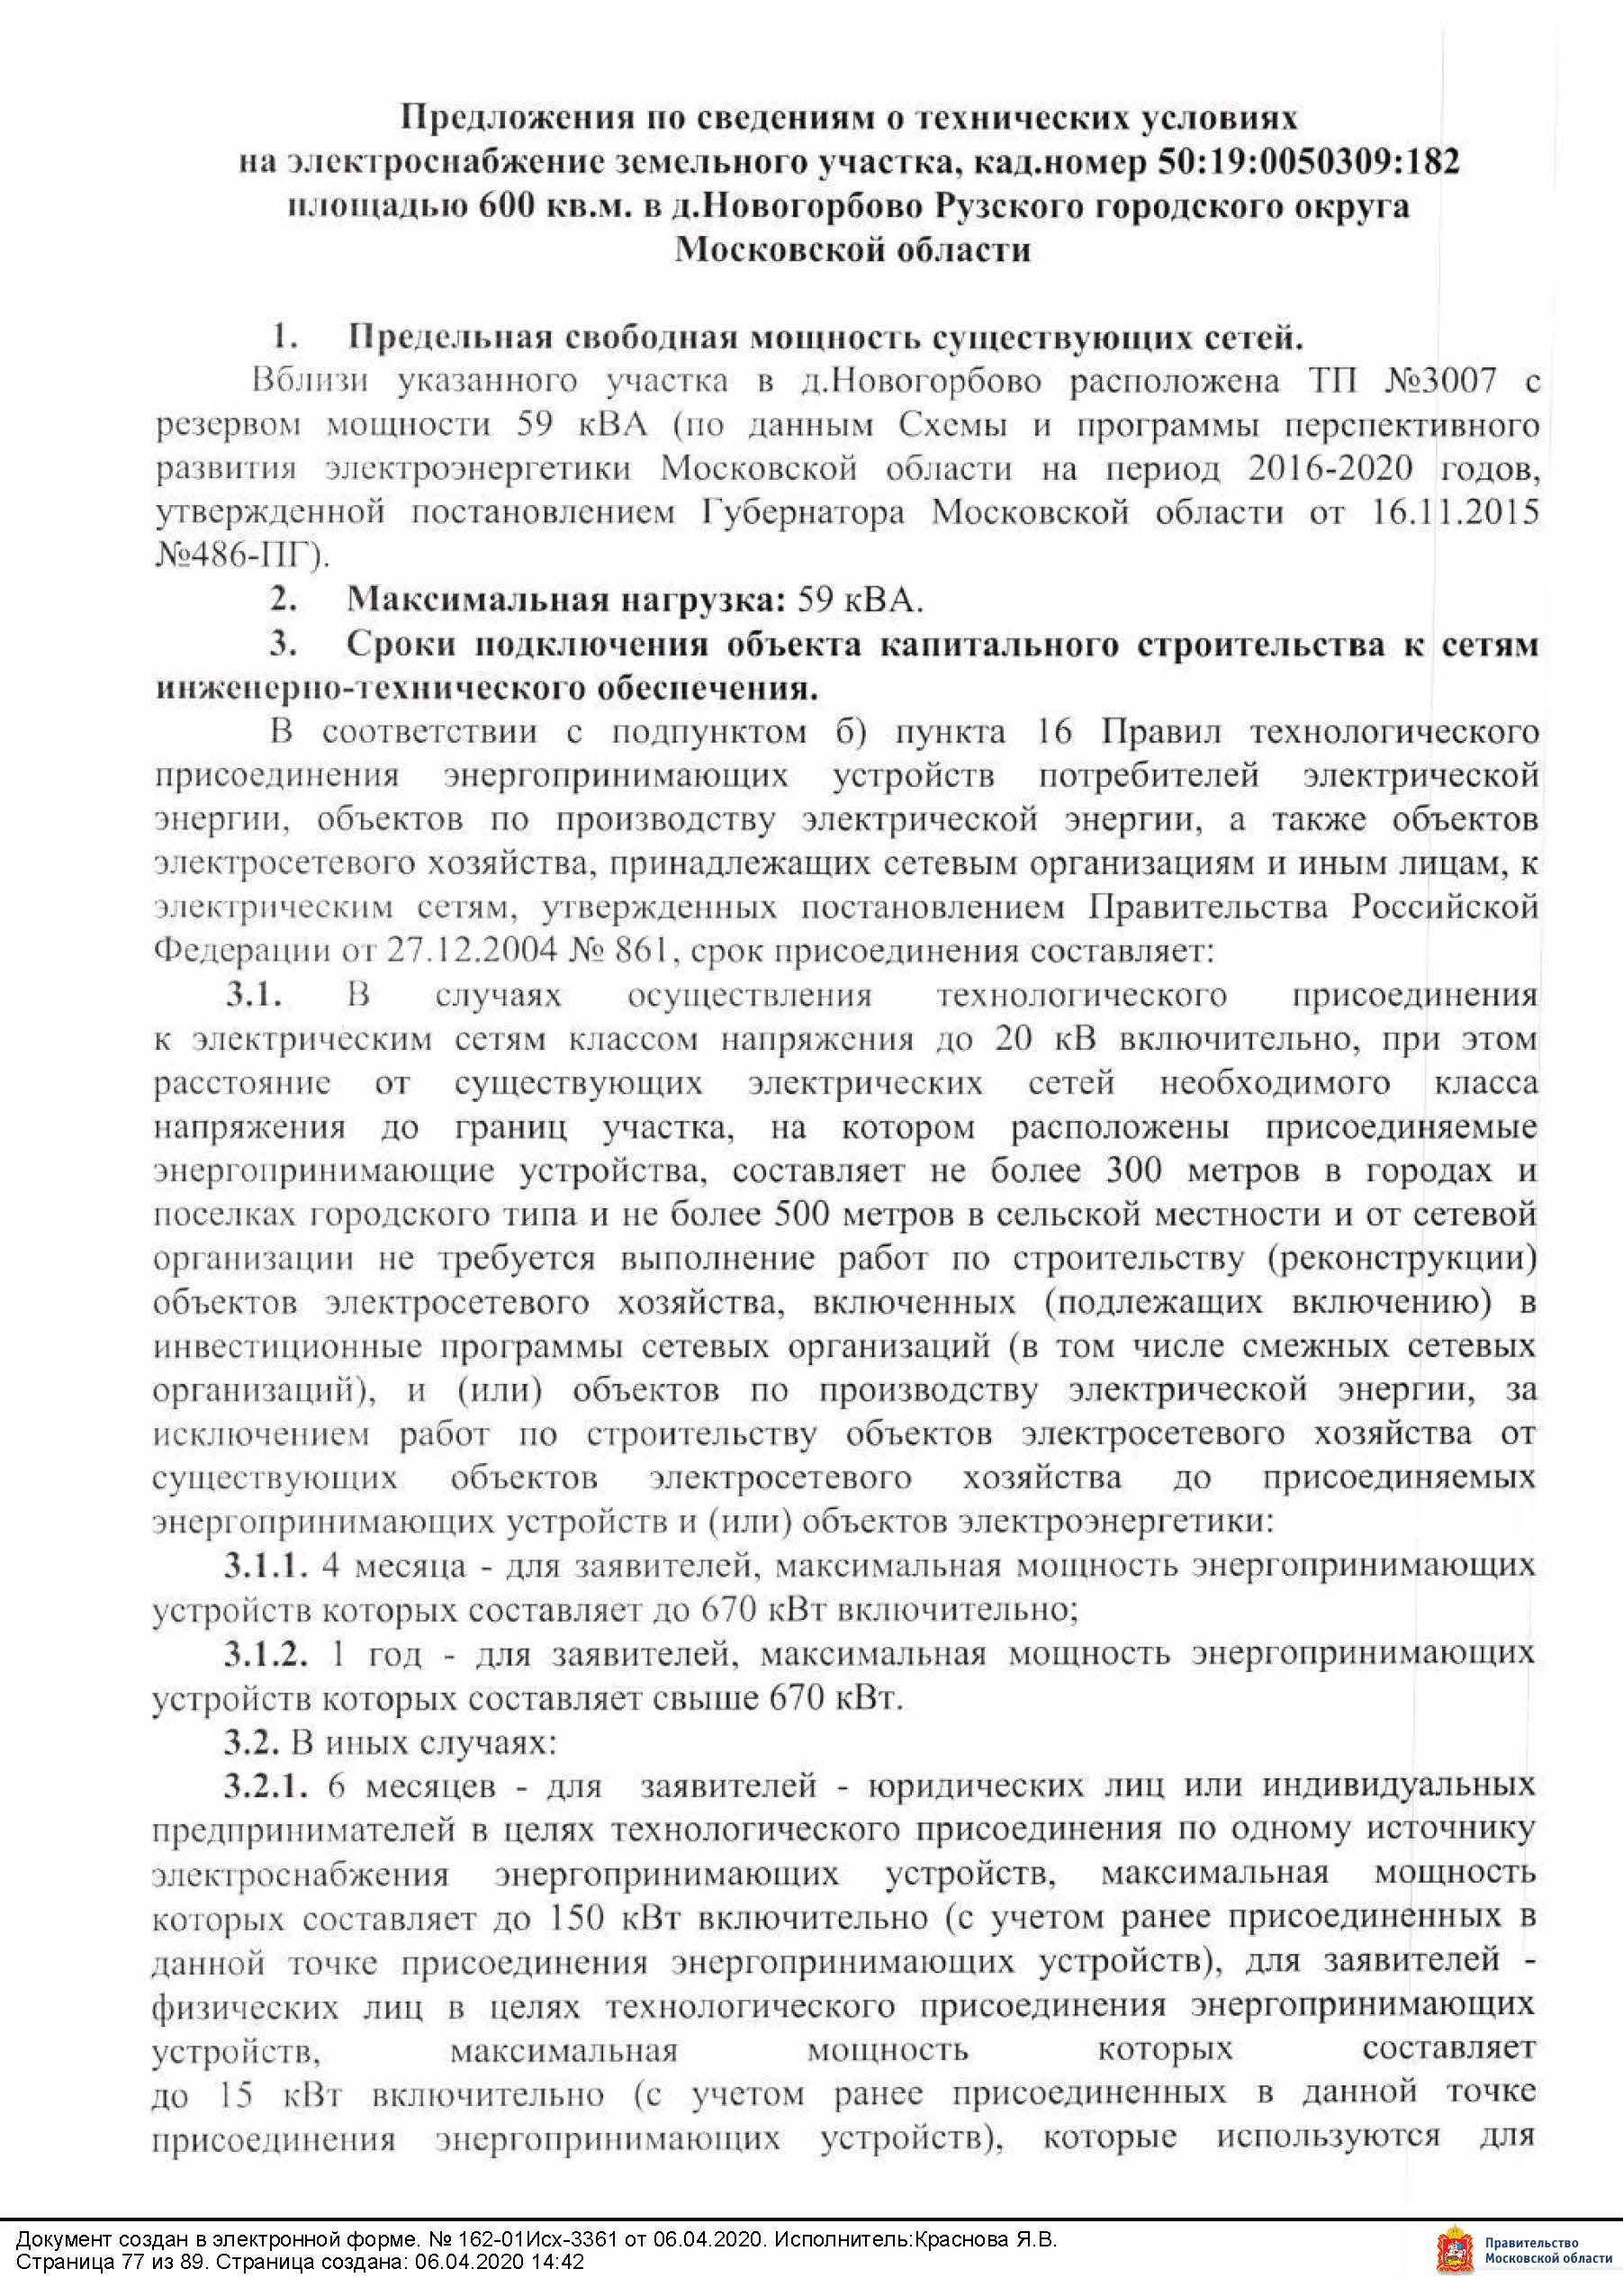 Предложения по сведениям о технических условиях
на электроснабжение земельного участка, кад.номер 50:19:0050309:182
площадью 600 кв.м. в д.Новогорбово Рузского городского округа
Московской области
1. Предельная свободная мощность существующих сетей.
Вблизи указанного участка в д.Новогорбово расположена ТП №3007 с
резервом мощности 59 кВА (по данным Схемы и программы перспективного
развития электроэнергетики Московской области на период 2016-2020 годов,
утвержденной постановлением Губернатора Московской области от 16.11.2015
№486-ПГ).
2. Максимальная нагрузка: 59 кВА.
3. Сроки подключения объекта капитального строительства к сетям
инженерно-технического обеспечения.
В соответствии с подпунктом б) пункта 16 Правил технологического
присоединения энергопринимающих устройств потребителей электрической
энергии, объектов по производству электрической энергии, а также объектов
электросетевого хозяйства, принадлежащих сетевым организациям и иным лицам, к
электрическим сетям, утвержденных постановлением Правительства Российской
Федерации от 27.12.2004 № 861, срок присоединения составляет:
3.1. В случаях осуществления технологического присоединения
к электрическим сетям классом напряжения до 20 кВ включительно, при этом
расстояние от существующих электрических сетей необходимого класса
напряжения до границ участка, на котором расположены присоединяемые
энергопринимающие устройства, составляет не более 300 метров в городах и
поселках городского типа и не более 500 метров в сельской местности и от сетевой
организации не требуется выполнение работ по строительству (реконструкции)
объектов электросетевого хозяйства, включенных (подлежащих включению) в
инвестиционные программы сетевых организаций (в том числе смежных сетевых
организаций), и (или) объектов по производству электрической энергии, за
исключением работ по строительству объектов электросетевого хозяйства от
существующих объектов электросетевого хозяйства до присоединяемых
энергопринимающих устройств и (или) объектов электроэнергетики:
3.1.1. 4 месяца - для заявителей, максимальная мощность энергопринимающих
устройств которых составляет до 670 кВт включительно;
3.1.2. 1 год - для заявителей, максимальная мощность энергопринимающих
устройств которых составляет свыше 670 кВт.
3.2. В иных случаях:
3.2.1. 6 месяцев - для заявителей - юридических лиц или индивидуальных
предпринимателей в целях технологического присоединения по одному источнику
электроснабжения энергопринимающих устройств, максимальная мощность
которых составляет до 150 кВт включительно (с учетом ранее присоединенных в
данной точке присоединения энергопринимающих устройств), для заявителей -
физических лиц в целях технологического присоединения энергопринимающих
устройств, максимальная мощность которых составляет
до 15 кВт включительно (с учетом ранее присоединенных в данной точке
присоединения энергопринимающих устройств), которые используются для
Документ создан в электронной форме. № 162-01Исх-3361 от 06.04.2020. Исполнитель:Краснова Я.В.
Страница 77 из 89. Страница создана: 06.04.2020 14:42
Правительство
Московской области